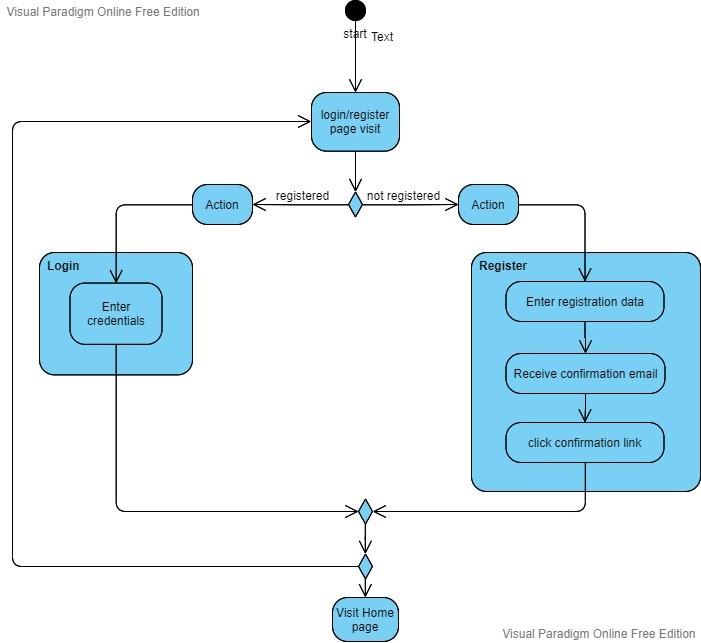 Visual Paradigm Online Free Edition
start
Text
login/register
page visit
Action
registered
not registered
Action
Login
Enter
credentials
Register
Enter registration data
Receive confirmation email
click confirmation link
Visit Home
page
Visual Paradigm Online Free Edition